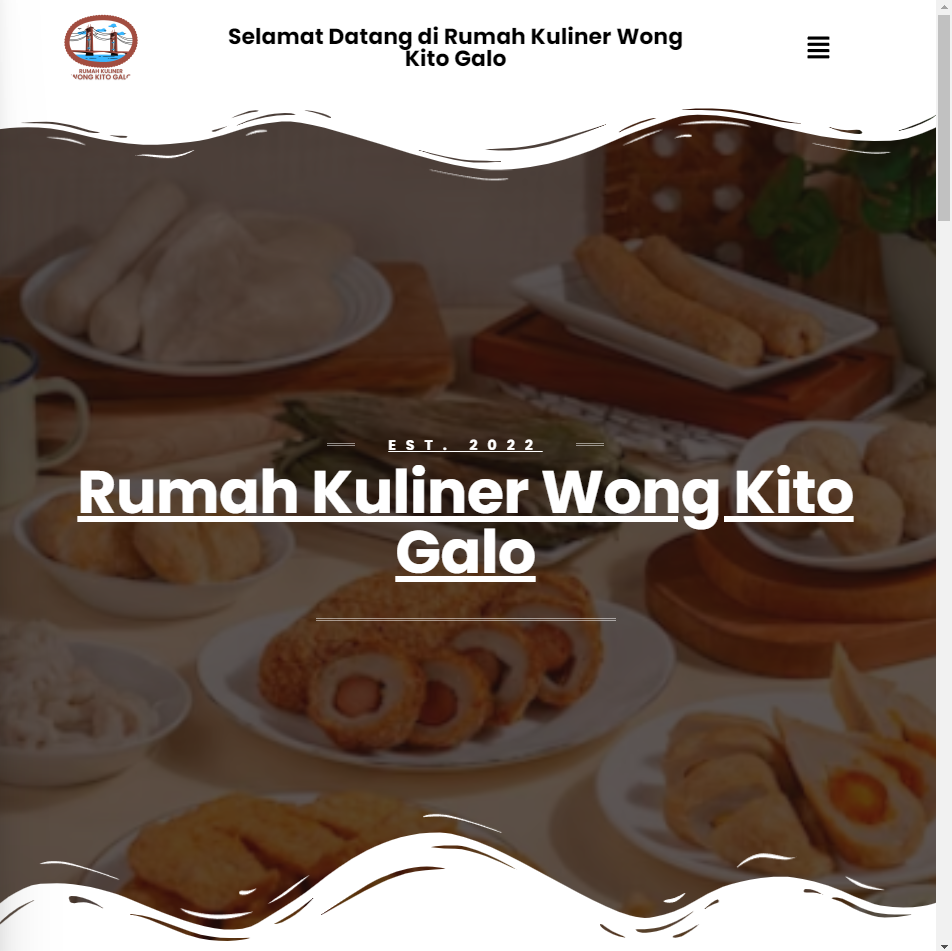 Selamat Datang di Rumah Kuliner Wong
Kito Galo
RUMAH KULINER
WONG KITO GALO
EST. 2022
Rumah Kuliner Wong Kito
Galo